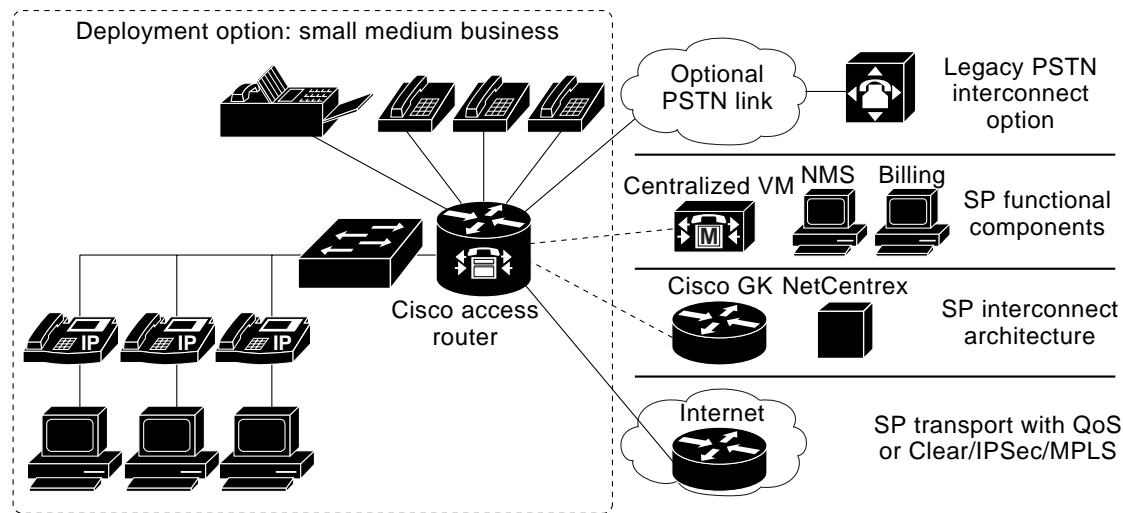 Deployment option: small medium business
Optional
PSTN link
Legacy PSTN
interconnect
option
Centralized VM
NMS
Billing
M
SP functional
components
Cisco access
router
Cisco GK
NetCentrex
SP interconnect
architecture
IP
IP
IP
Internet
SP transport with QoS
or Clear/IPSec/MPLS